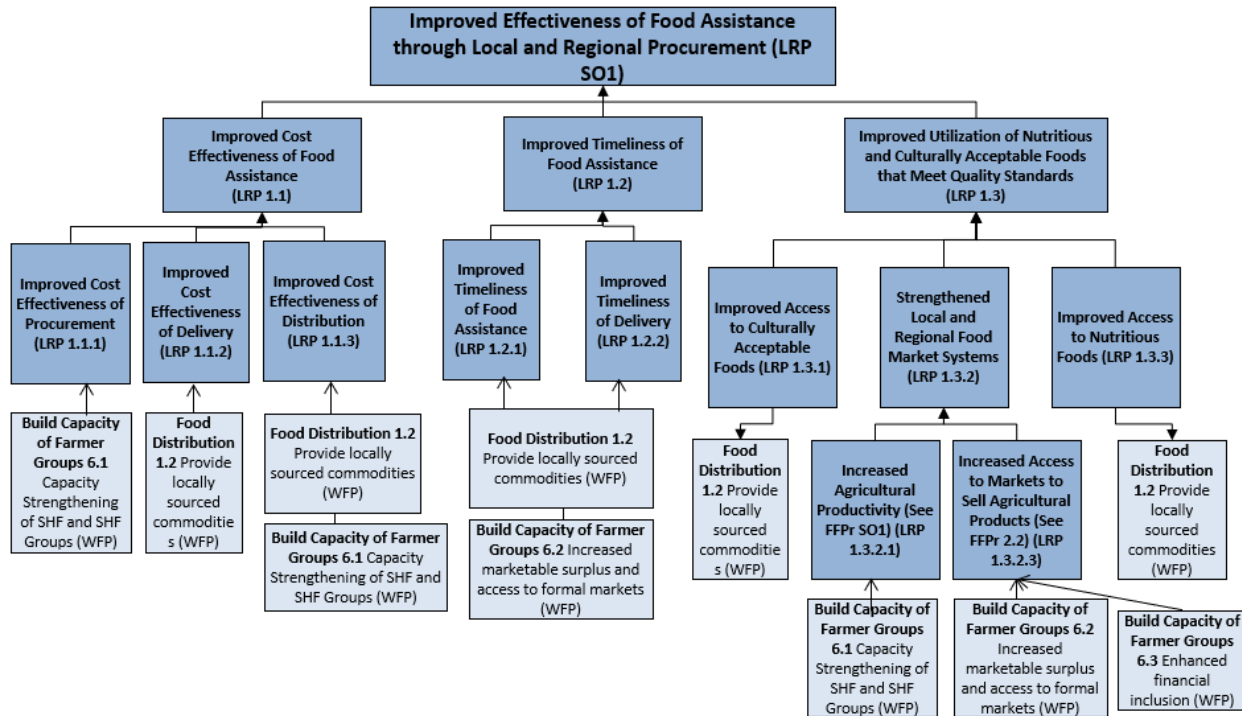 Improved Effectiveness of Food Assistance
through Local and Regional Procurement (LRP
SO1)
Improved Cost
Effectiveness of Food
Assistance
(LRP 1.1)
Improved Timeliness of
Food Assistance
(LRP 1.2)
Improved Utilization of Nutritious
and Culturally Acceptable Foods
that Meet Quality Standards
(LRP 1.3)
Improved Cost
Effectiveness of
Procurement
(LRP 1.1.1)
Improved
Cost
Effectiveness
of Delivery
(LRP 1.1.2)
Improved Cost
Effectiveness of
Distribution
(LRP 1.1.3)
Improved
Timeliness
of Food
Assistance
(LRP 1.2.1)
Improved
Timeliness
of Delivery
(LRP 1.2.2)
Improved Access
to Culturally
Acceptable
Foods (LRP 1.3.1)
Strengthened
Local and
Regional Food
Market Systems
(LRP 1.3.2)
Improved Access
to Nutritious
Foods (LRP 1.3.3)
Build Capacity
of Farmer
Groups 6.1
Capacity
Strengthening
of SHF and SHF
Groups (WFP)
Food
Distribution
1.2 Provide
locally
sourced
commoditie
s (WFP)
Food Distribution 1.2
Provide locally
sourced commodities
(WFP)
Build Capacity of Farmer
Groups 6.1 Capacity
Strengthening of SHF and
SHF Groups (WFP)
Food Distribution 1.2
Provide locally sourced
commodities (WFP)
Build Capacity of Farmer
Groups 6.2 Increased
marketable surplus and
access to formal markets
(WFP)
Food
Distribution
1.2 Provide
locally
sourced
commoditie
s (WFP)
Increased
Agricultural
Productivity (See
FFPr SO1) (LRP
1.3.2.1)
Increased Access
to Markets to
Sell Agricultural
Products (See
FFPr 2.2) (LRP
1.3.2.3)
Food
Distribution
1.2 Provide
locally
sourced
commodities
(WFP)
Build Capacity of
Farmer Groups
6.1 Capacity
Strengthening of
SHF and SHF
Groups (WFP)
Build Capacity of
Farmer Groups 6.2
Increased
marketable surplus
and access to formal
markets (WFP)
Build Capacity of
Farmer Groups
6.3 Enhanced
financial
inclusion (WFP)